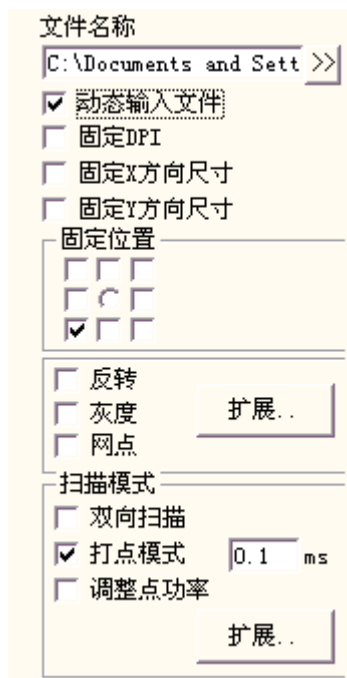 文件名称
C:\Documents and Sett >>
动态输入文件
固定DPI
固定X方向尺寸
固定Y方向尺寸
固定位置
反转
灰度
网点
扩展..
扫描模式
双向扫描
打点模式 0.1 ms
调整点功率
扩展..